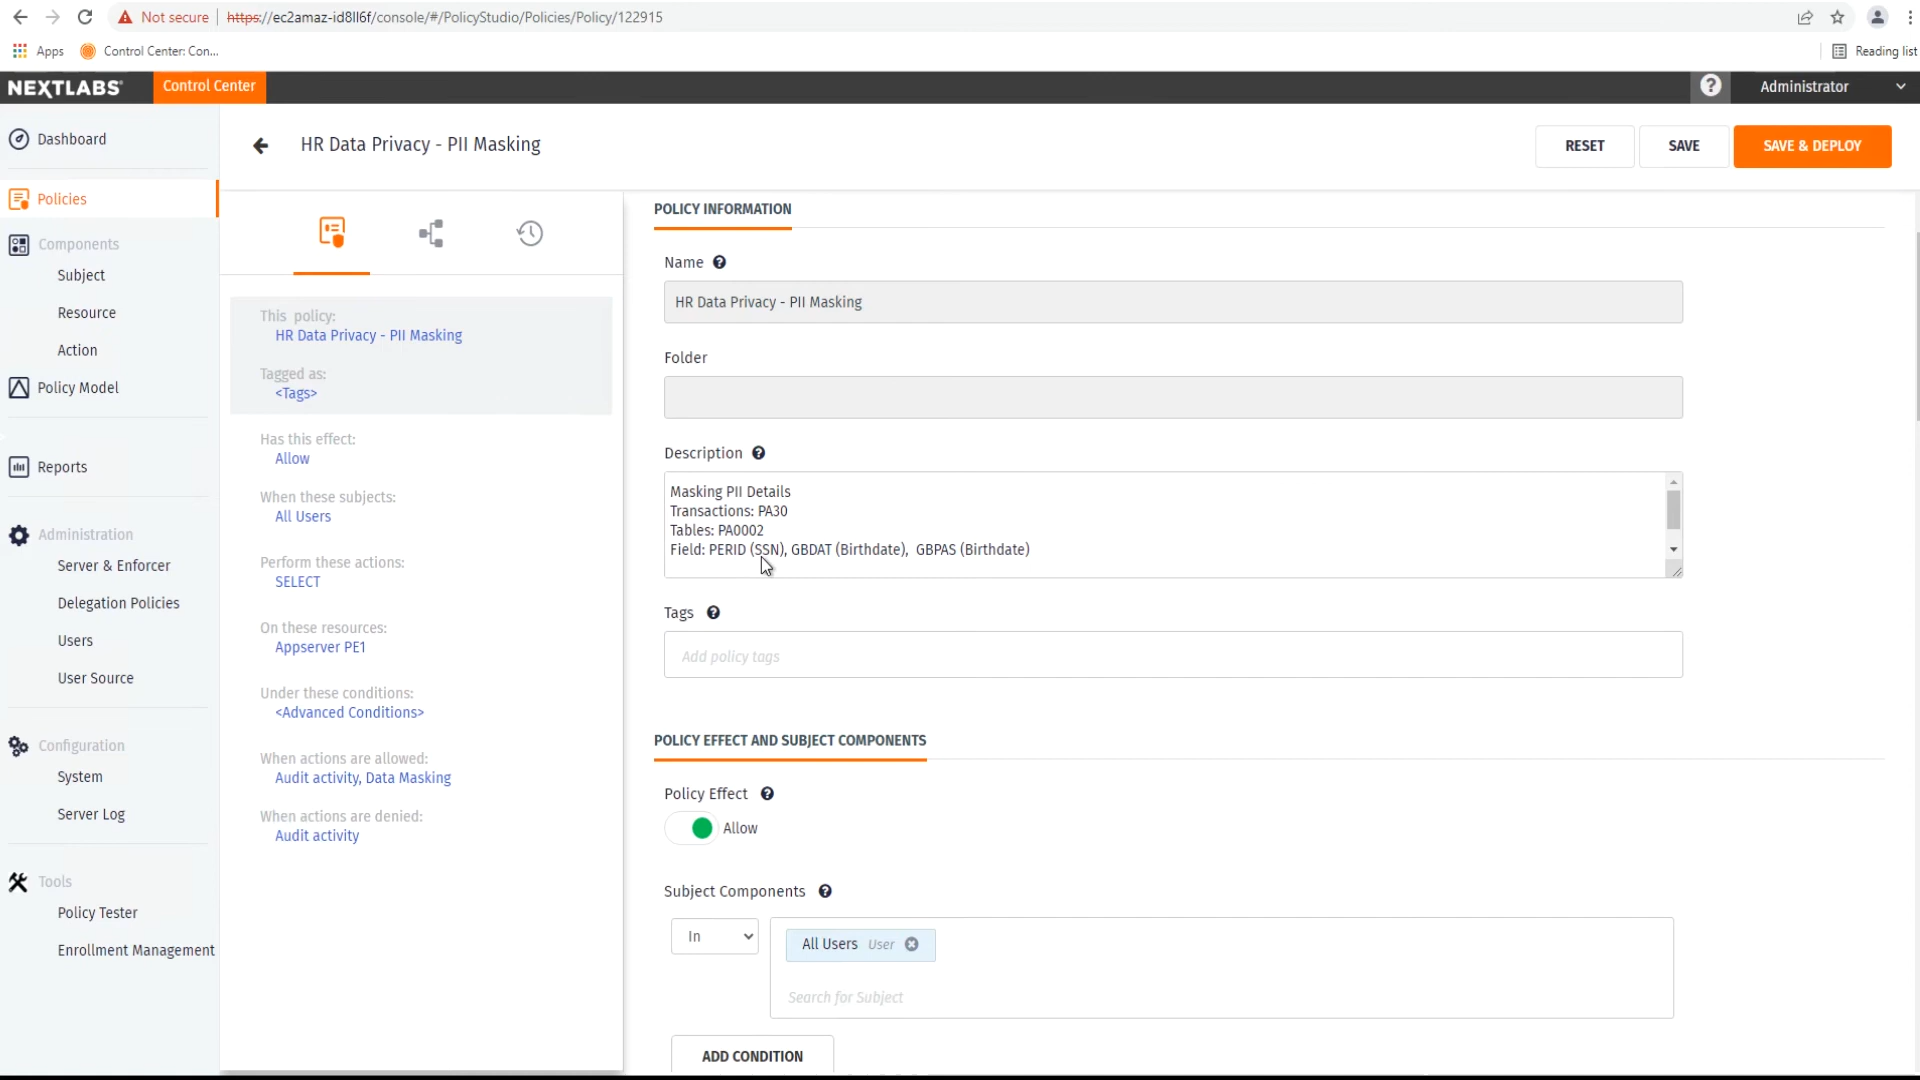 Not secure
https://ec2amaz-id8ll6f/console/#/PolicyStudio/Policies/Policy/122915
Apps
Control Center: Con...
Reading list
NEXTLABS
Control Center
Administrator
Dashboard
Policies
Components
Subject
Resource
Action
Policy Model
Reports
Administration
Server & Enforcer
Delegation Policies
Users
User Source
Configuration
System
Server Log
Tools
Policy Tester
Enrollment Management
HR Data Privacy - PII Masking
RESET
SAVE
SAVE & DEPLOY
This policy:
HR Data Privacy - PII Masking
Tagged as:
<Tags>
Has this effect:
Allow
When these subjects:
All Users
Perform these actions:
SELECT
On these resources:
Appserver PE1
Under these conditions:
<Advanced Conditions>
When actions are allowed:
Audit activity, Data Masking
When actions are denied:
Audit activity
POLICY INFORMATION
Name
HR Data Privacy - PII Masking
Folder
Description
Masking PII Details
Transactions: PA30
Tables: PA0002
Field: PERID (SSN), GBDAT (Birthdate), GBPAS (Birthdate)
Tags
Add policy tags
POLICY EFFECT AND SUBJECT COMPONENTS
Policy Effect
Allow
Subject Components
In
All Users User
Search for Subject
ADD CONDITION